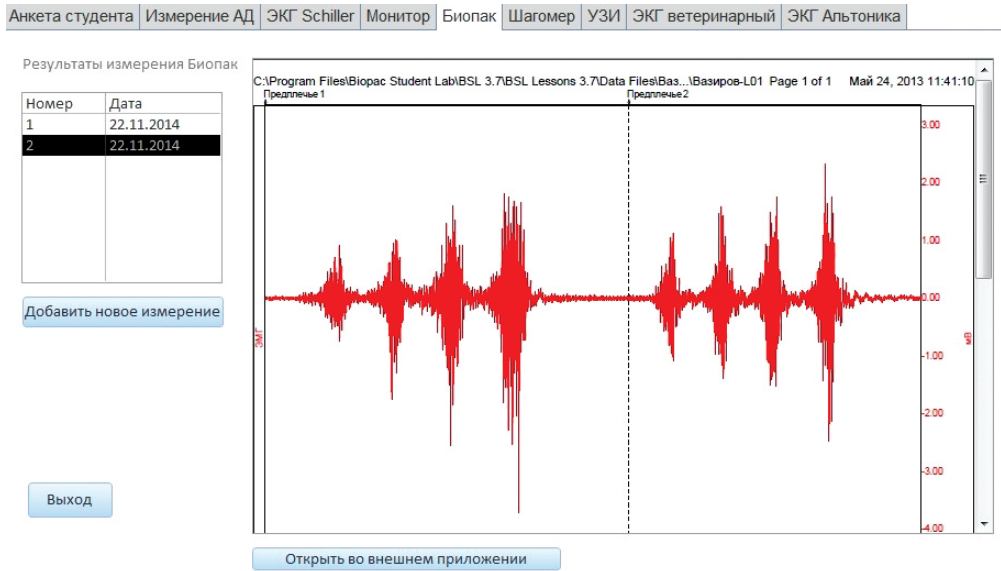 Анкета студента Измерение АД ЭКГ Schiller Монитор Биопак Шагомер УЗИ ЭКГ ветеринарный ЭКГ Альтоника
Результаты измерения Биопак
Номер Дата
1 22.11.2014
2 22.11.2014
Добавить новое измерение
Выход
C:\Program Files\Biopac Student Lab\BSL 3.7\BSL Lessons 3.7\Data Files\Ваз...\Вазиров-L01 Page 1 of 1 Май 24, 2013 11:41:10
Предплечье 1 Предплечье2
3.00
2.00
1.00
0.00
ЭМГ
мВ
-1.00
-2.00
-3.00
-4.00
Открыть во внешнем приложении